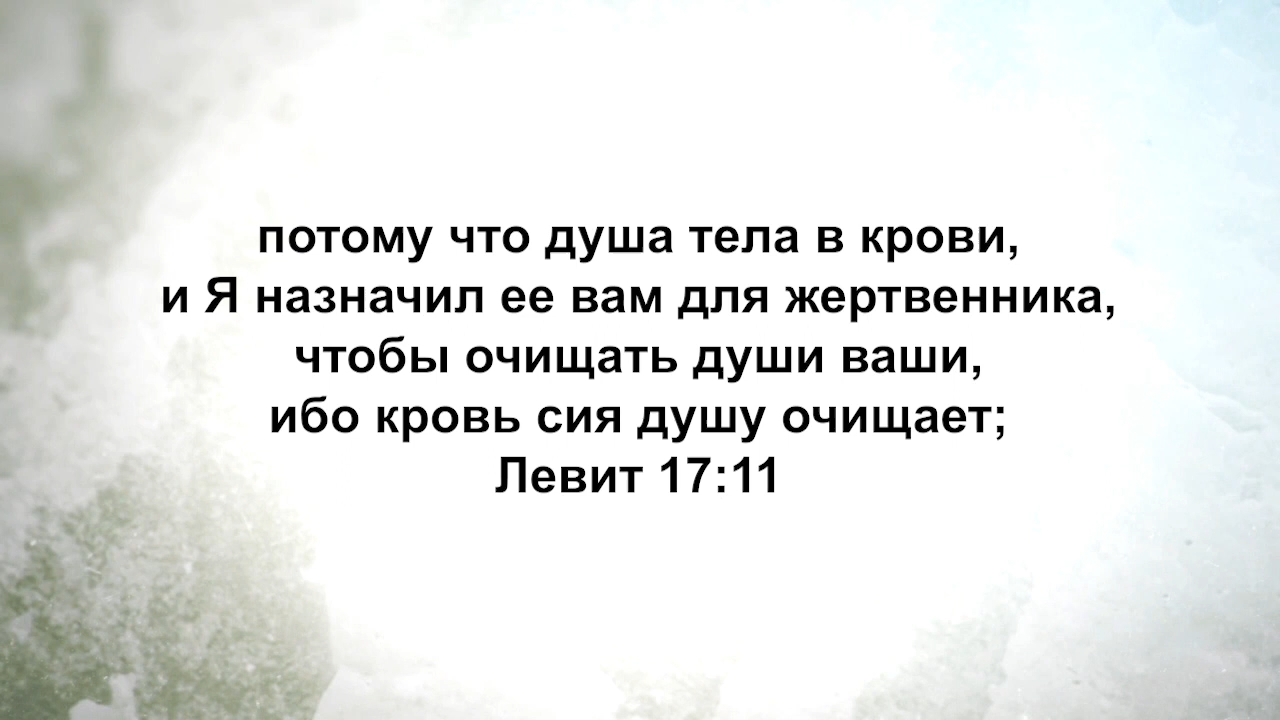 потому что душа тела в крови,
и Я назначил ее вам для жертвенника,
чтобы очищать души ваши,
ибо кровь сия душу очищает;
Левит 17:11